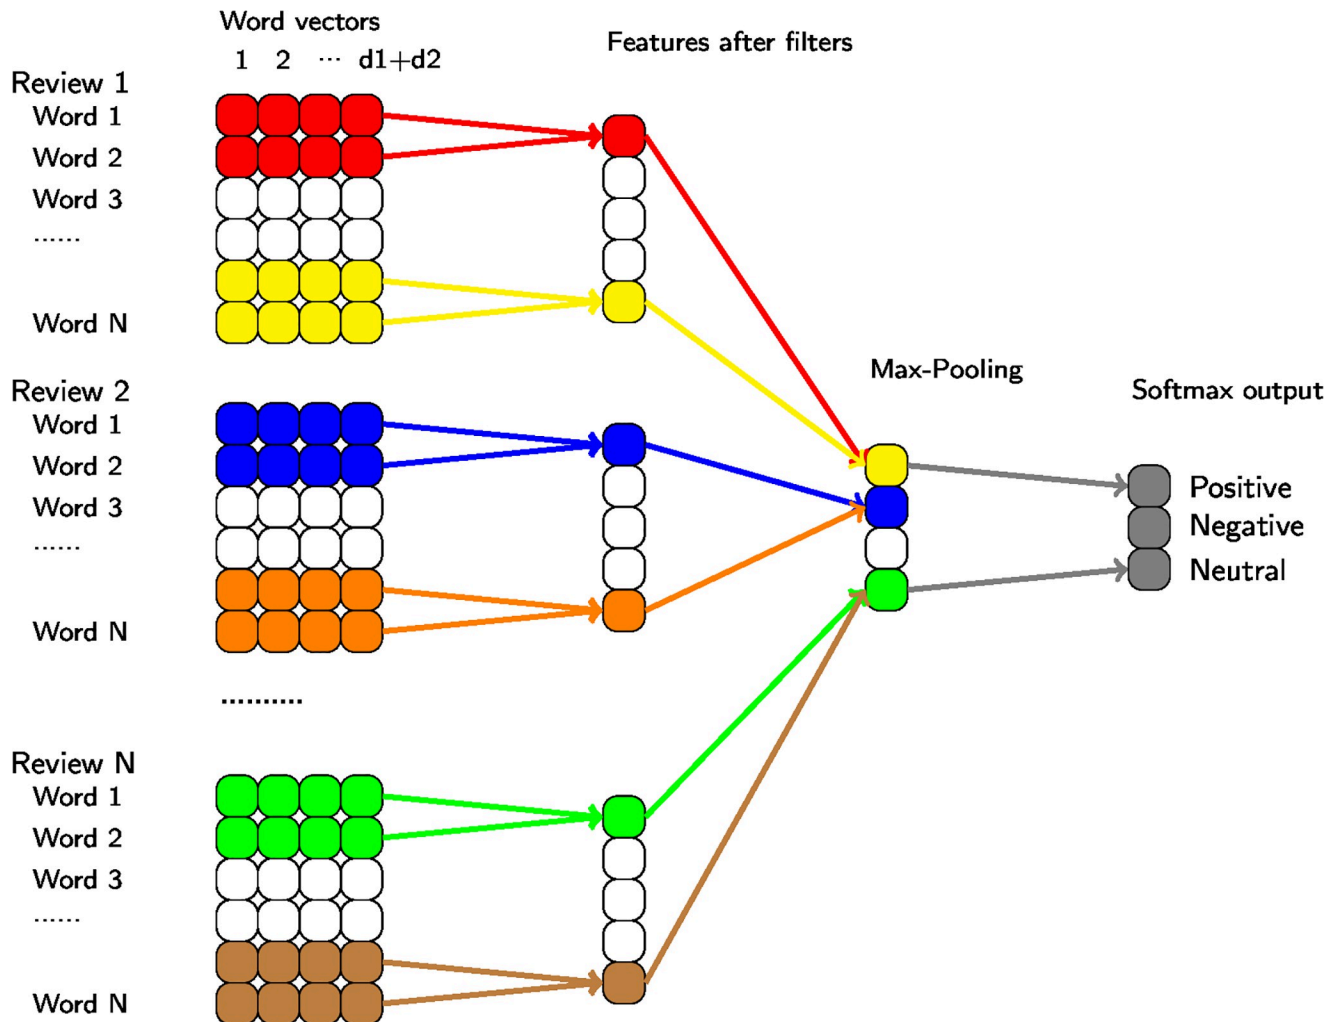 Word vectors
1 2 ... d1+d2
Features after filters
Review 1
Word 1
Word 2
Word 3
......
Word N
Review 2
Word 1
Word 2
Word 3
......
Word N
Max-Pooling
Softmax output
Positive
Negative
Neutral
..........
Review N
Word 1
Word 2
Word 3
......
Word N